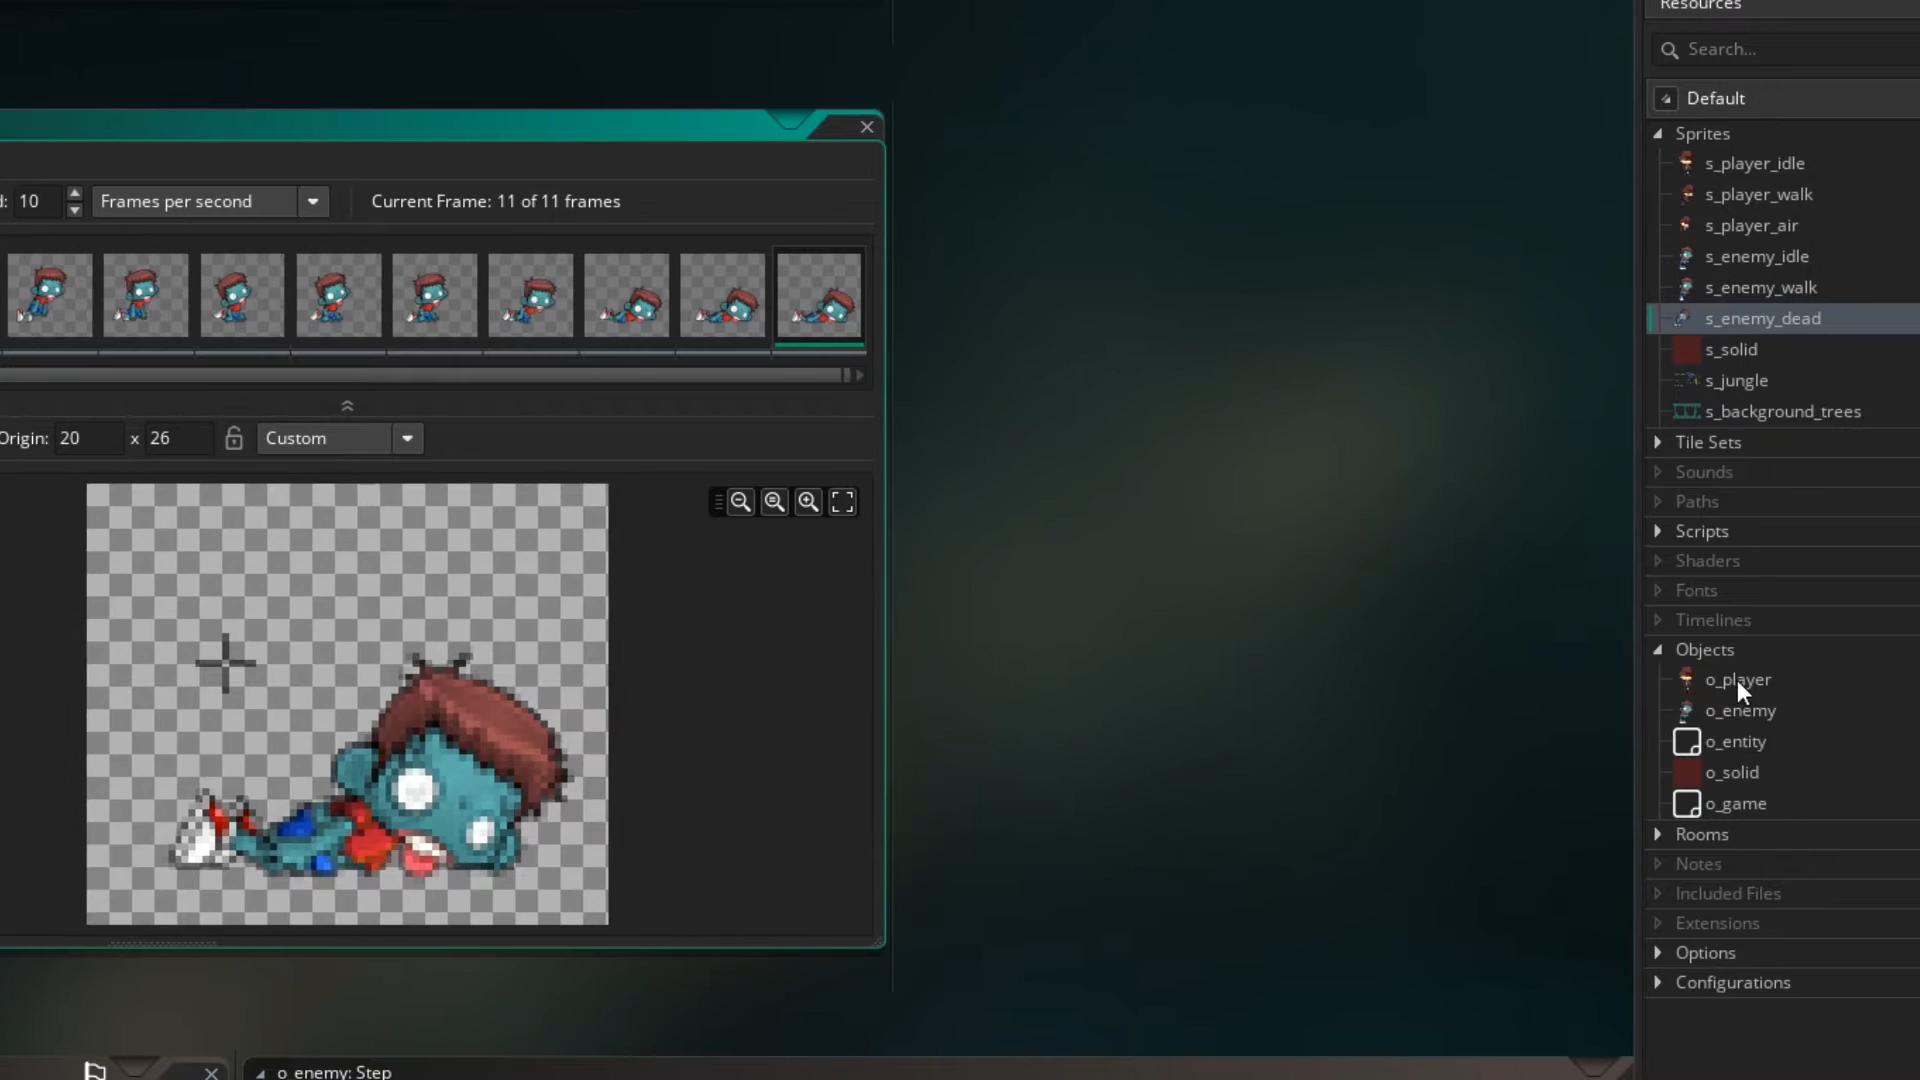 Resources
Search...
Default
Sprites
s_player_idle
s_player_walk
s_player_air
s_enemy_idle
s_enemy_walk
s_enemy_dead
s_solid
s_jungle
s_background_trees
Tile Sets
Sounds
Paths
Scripts
Shaders
Fonts
Timelines
Objects
o_player
o_enemy
o_entity
o_solid
o_game
Rooms
Notes
Included Files
Extensions
Options
Configurations
d: 10 Frames per second Current Frame: 11 of 11 frames
Origin: 20 x 26 Custom
o_enemy: Step